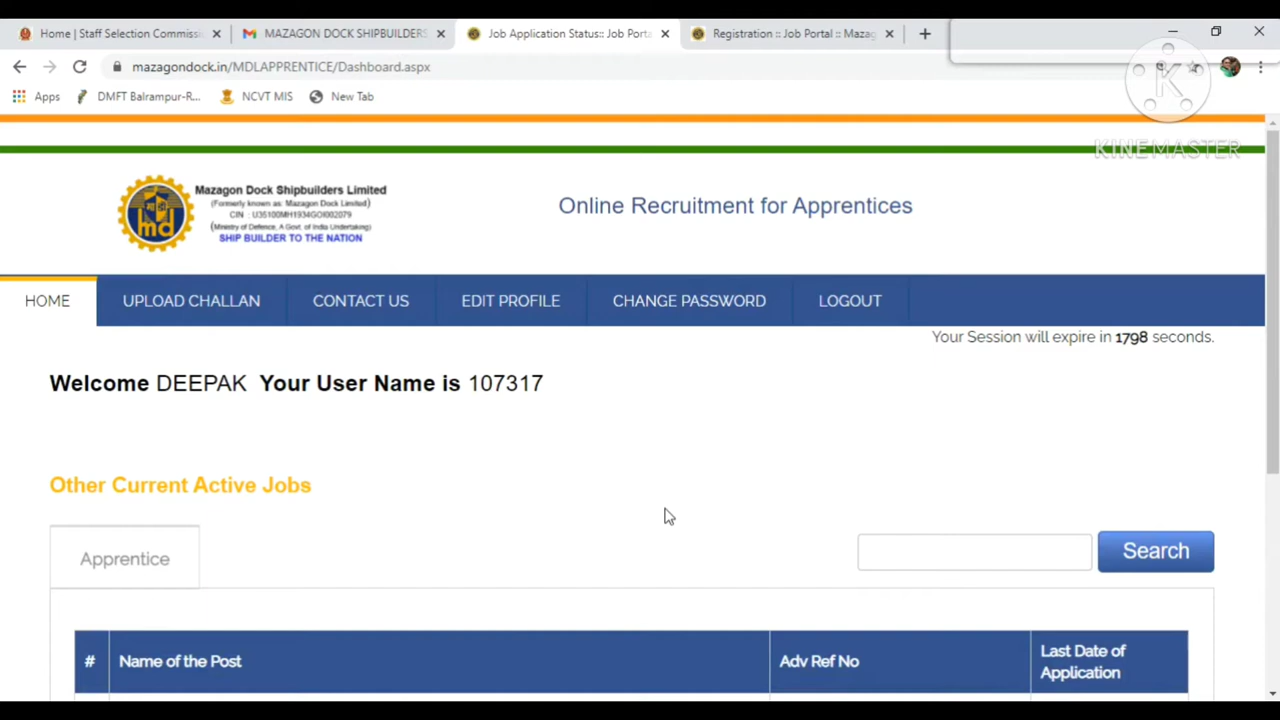 Home | Staff Selection Commissi
MAZAGON DOCK SHIPBUILDERS
Job Application Status:: Job Porta
Registration :: Job Portal :: Mazag
mazagondock.in/MDLAPPRENTICE/Dashboard.aspx
Apps
DMFT Balrampur-R...
NCVT MIS
New Tab
K
KINEMASTER
md
Mazagon Dock Shipbuilders Limited
(Formerly known as Mazagon Dock Limited)
CIN : U35100MH1934GOI002079
(Ministry of Defence, A Govt. of India Undertaking)
SHIP BUILDER TO THE NATION
Online Recruitment for Apprentices
HOME
UPLOAD CHALLAN
CONTACT US
EDIT PROFILE
CHANGE PASSWORD
LOGOUT
Your Session will expire in 1798 seconds.
Welcome DEEPAK Your User Name is 107317
Other Current Active Jobs
Apprentice
Search
#
Name of the Post
Adv Ref No
Last Date of
Application